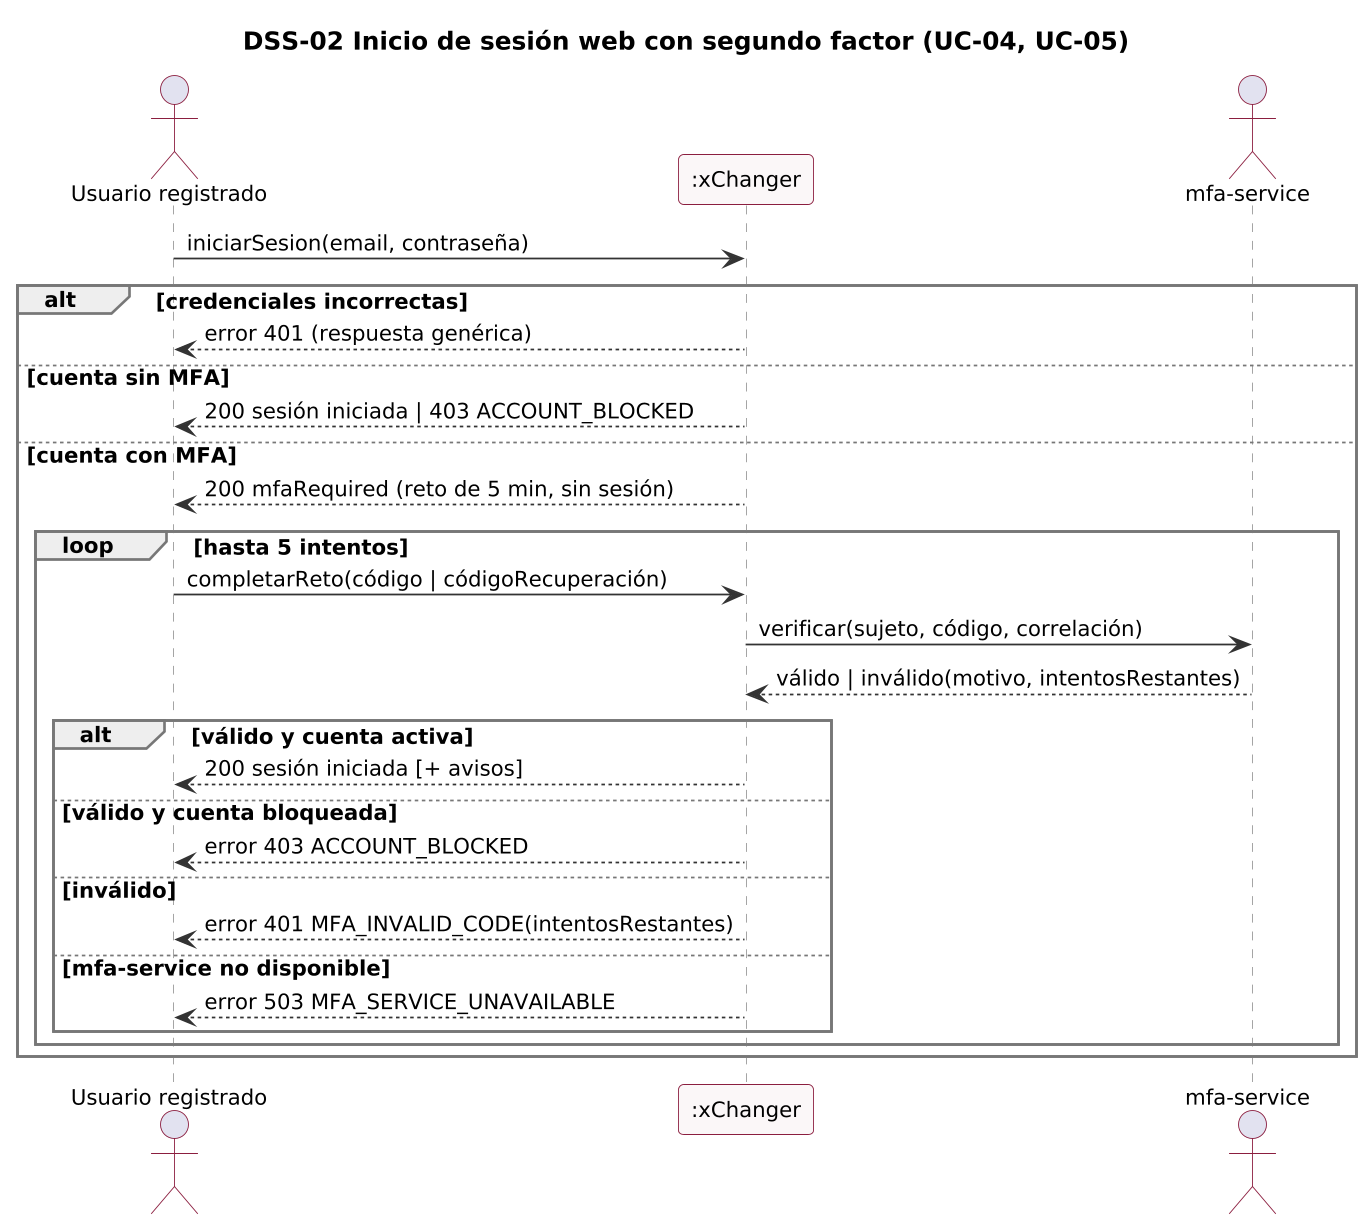 DSS-02 Inicio de sesión web con segundo factor (UC-04, UC-05)
Usuario registrado
:xChanger
mfa-service
iniciarSesion(email, contraseña)
alt
[credenciales incorrectas]
error 401 (respuesta genérica)
[cuenta sin MFA]
200 sesión iniciada | 403 ACCOUNT_BLOCKED
[cuenta con MFA]
200 mfaRequired (reto de 5 min, sin sesión)
loop
[hasta 5 intentos]
completarReto(código | códigoRecuperación)
verificar(sujeto, código, correlación)
válido | inválido(motivo, intentosRestantes)
alt
[válido y cuenta activa]
200 sesión iniciada [+ avisos]
[válido y cuenta bloqueada]
error 403 ACCOUNT_BLOCKED
[inválido]
error 401 MFA_INVALID_CODE(intentosRestantes)
[mfa-service no disponible]
error 503 MFA_SERVICE_UNAVAILABLE
Usuario registrado
:xChanger
mfa-service